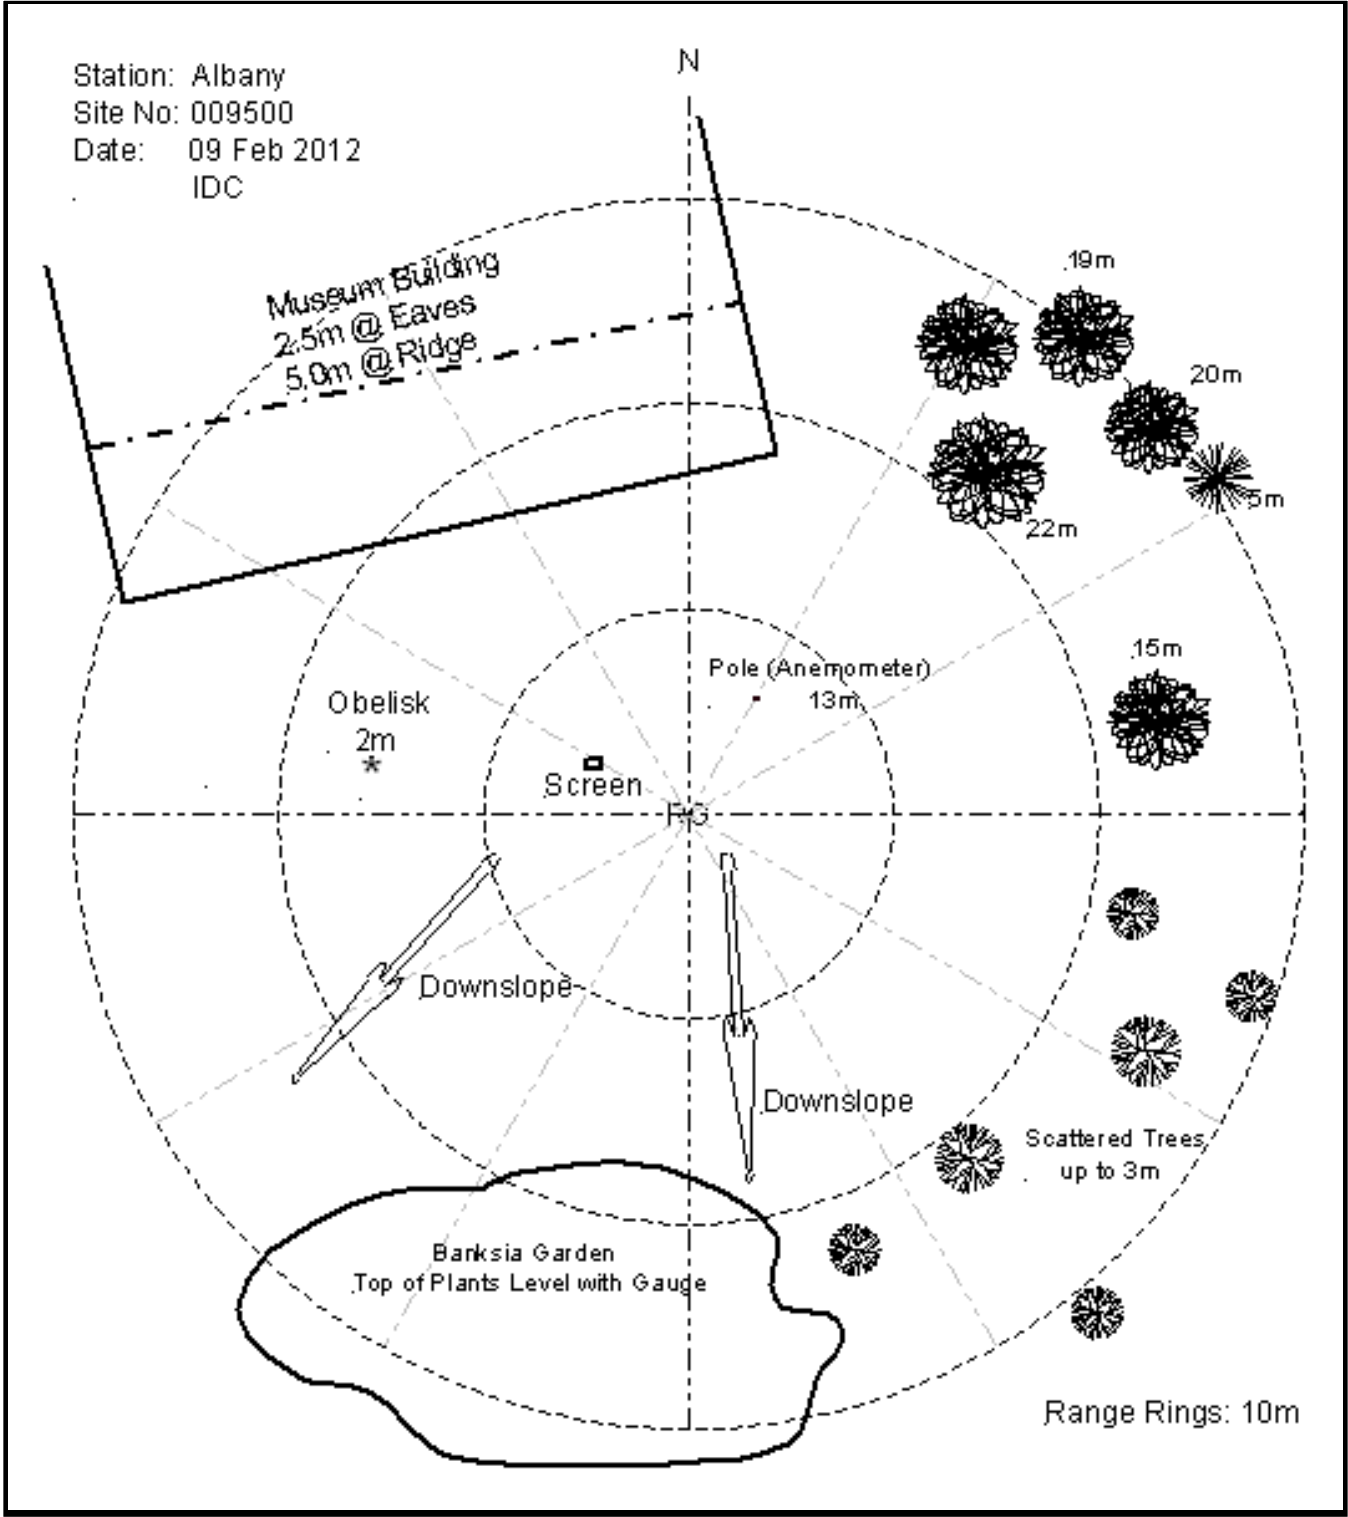 Station: Albany
Site No: 009500
Date: 09 Feb 2012
IDC
N
Museum Building
2.5m @ Eaves
5.0m @ Ridge
19m
20m
5m
22m
15m
Pole (Anemometer)
13m
Obelisk
2m
*
Screen
RG
Downslope
Downslope
Scattered Trees
up to 3m
Banksia Garden
Top of Plants Level with Gauge
Range Rings: 10m